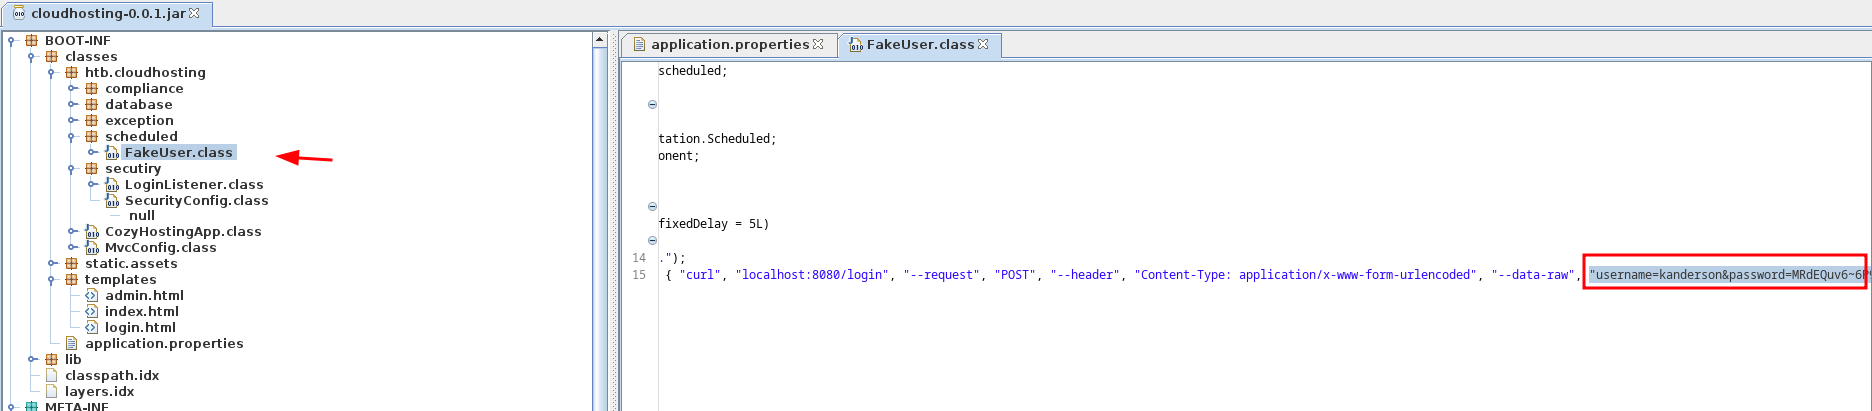 cloudhosting-0.0.1.jar
BOOT-INF
classes
htb.cloudhosting
compliance
database
exception
scheduled
FakeUser.class
secutiry
LoginListener.class
SecurityConfig.class
null
CozyHostingApp.class
MvcConfig.class
static.assets
templates
admin.html
index.html
login.html
application.properties
lib
classpath.idx
layers.idx
META-INF
application.properties
FakeUser.class
scheduled;
tation.Scheduled;
onent;
fixedDelay = 5L)
14 .");
15 { "curl", "localhost:8080/login", "--request", "POST", "--header", "Content-Type: application/x-www-form-urlencoded", "--data-raw", "username=kanderson&password=MRdEQuv6~6P